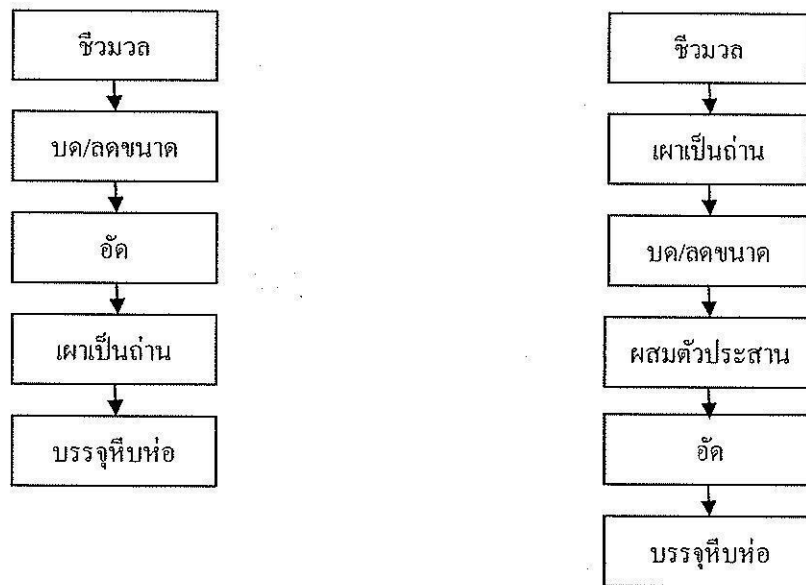 ชีวมวล
บด/ลดขนาด
อัด
เผาเป็นถ่าน
บรรจุหีบห่อ
ชีวมวล
เผาเป็นถ่าน
บด/ลดขนาด
ผสมตัวประสาน
อัด
บรรจุหีบห่อ